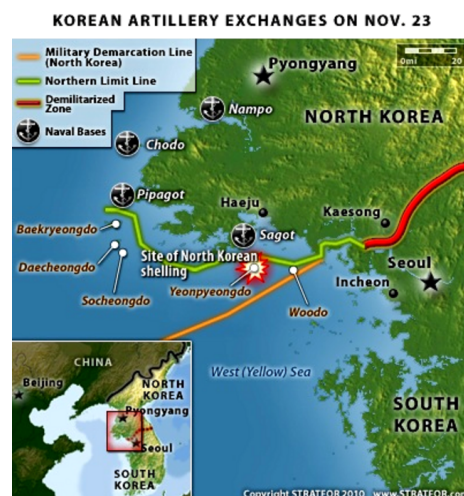 KOREAN ARTILLERY EXCHANGES ON NOV. 23
Military Demarcation Line
(North Korea)
Northern Limit Line
Demilitarized
Zone
Naval Bases
0mi
20
Pyongyang
Nampo
NORTH KOREA
Chodo
Pipagot
Haeju
Kaesong
Sagot
Baekryeongdo
Site of North Korean
shelling
Seoul
Daecheongdo
Yeonpyeongdo
Incheon
Socheongdo
Woodo
West (Yellow) Sea
SOUTH
KOREA
CHINA
Beijing
NORTH
KOREA
Pyongyang
Seoul
SOUTH
KOREA
Copyright STRATFOR 2010 www.STRATFOR.com